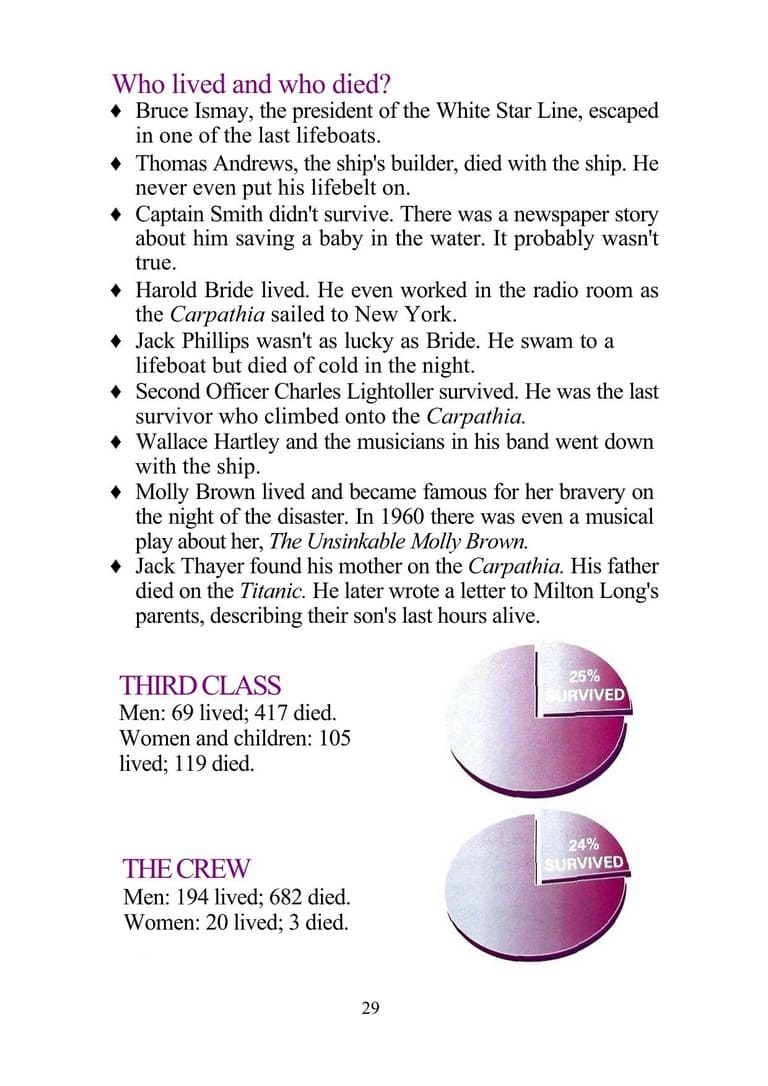 Who lived and who died?
♦ Bruce Ismay, the president of the White Star Line, escaped
in one of the last lifeboats.
♦ Thomas Andrews, the ship's builder, died with the ship. He
never even put his lifebelt on.
♦ Captain Smith didn't survive. There was a newspaper story
about him saving a baby in the water. It probably wasn't
true.
♦ Harold Bride lived. He even worked in the radio room as
the Carpathia sailed to New York.
♦ Jack Phillips wasn't as lucky as Bride. He swam to a
lifeboat but died of cold in the night.
♦ Second Officer Charles Lightoller survived. He was the last
survivor who climbed onto the Carpathia.
♦ Wallace Hartley and the musicians in his band went down
with the ship.
♦ Molly Brown lived and became famous for her bravery on
the night of the disaster. In 1960 there was even a musical
play about her, The Unsinkable Molly Brown.
♦ Jack Thayer found his mother on the Carpathia. His father
died on the Titanic. He later wrote a letter to Milton Long's
parents, describing their son's last hours alive.
THIRD CLASS
Men: 69 lived; 417 died.
Women and children: 105
lived; 119 died.
25%
SURVIVED
THE CREW
Men: 194 lived; 682 died.
Women: 20 lived; 3 died.
24%
SURVIVED
29